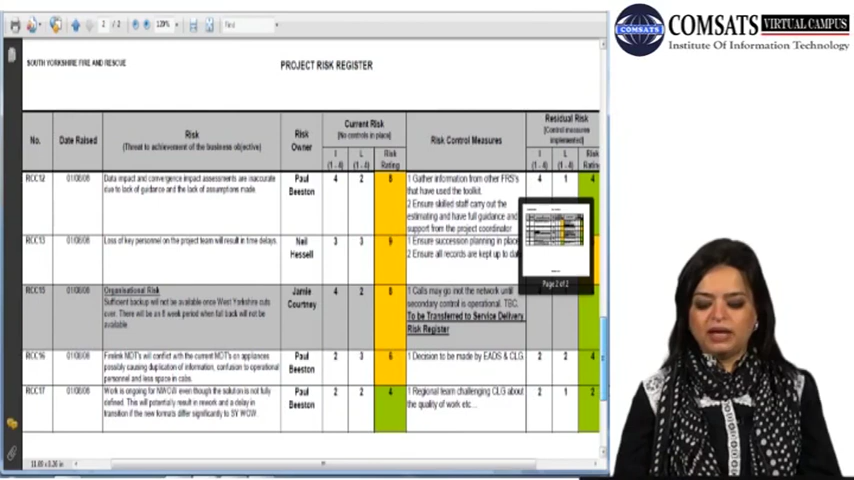 2 / 2
120%
Find
COMSATS VIRTUAL CAMPUS
Institute Of Information Technology
SOUTH YORKSHIRE FIRE AND RESCUE
PROJECT RISK REGISTER
No.
Date Raised
Risk
(Threat to achievement of the business objective)
Risk
Owner
Current Risk
[No controls in place]
I
(1 - 4)
L
(1 - 4)
Risk
Rating
Risk Control Measures
Residual Risk
[Control measures
implemented]
I
(1 - 4)
L
(1 - 4)
Risk
Rating
RCC12
01/08/08
Data impact and convergence impact assessments are inaccurate
due to lack of guidance and the lack of assumptions made
Paul
Beeston
4
2
8
1 Gather information from other FRS's
that have used the toolkit.
2 Ensure skilled staff carry out the
estimating and have full guidance and
support from the project coordinator
4
1
4
RCC13
01/08/08
Loss of key personnel on the project team will result in time delays.
Neil
Hessell
3
3
9
1 Ensure succession planning in place
2 Ensure all records are kept up to da
Page 2 of 2
RCC15
01/08/08
Organisational Risk
Sufficient backup will not be available once West Yorkshire cuts
over. There will be an 8 week period when fall back will not be
available.
Jamie
Courtney
4
2
8
1 Calls may go not the network until
secondary control is operational. TBC.
To be Transferred to Service Delivery
Risk Register
RCC16
01/08/08
Firelink MDT's will conflict with the current MDT's on appliances
possibly causing duplication of information, confusion to operational
personnel and less space in cabs.
Paul
Beeston
2
3
6
1 Decision to be made by EADS & CLG
2
2
4
RCC17
01/08/08
Work is ongoing for NWOW even though the solution is not fully
defined. This will potentially result in rework and a delay in
transition if the new formats differ significantly to SY WOW.
Paul
Beeston
2
2
4
1 Regional team challenging CLG about
the quality of work etc...
2
1
2